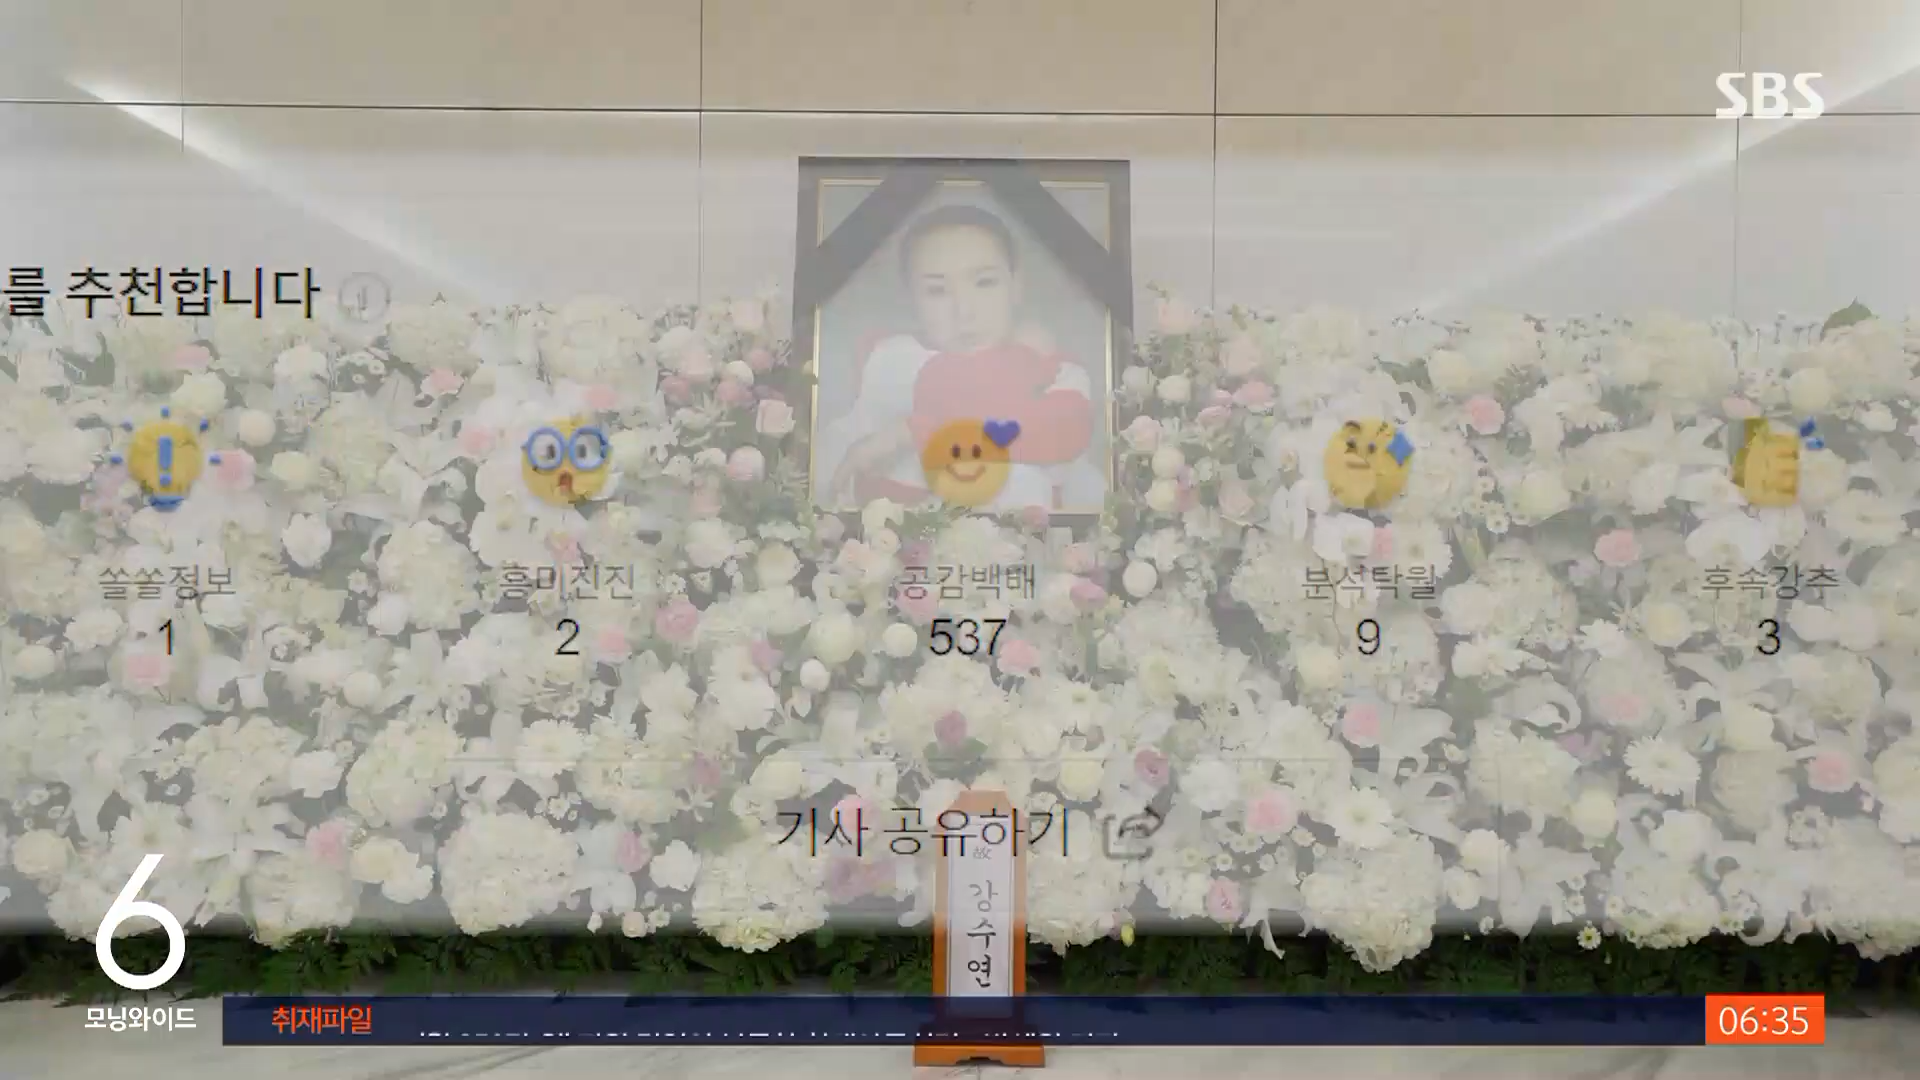 SBS
를 추천합니다
쏠쏠정보
흥미진진
공감백배
분석탁월
후속강추
1
2
537
9
3
기사 공유하기
故
강수연
6
모닝와이드
취재파일
06:35